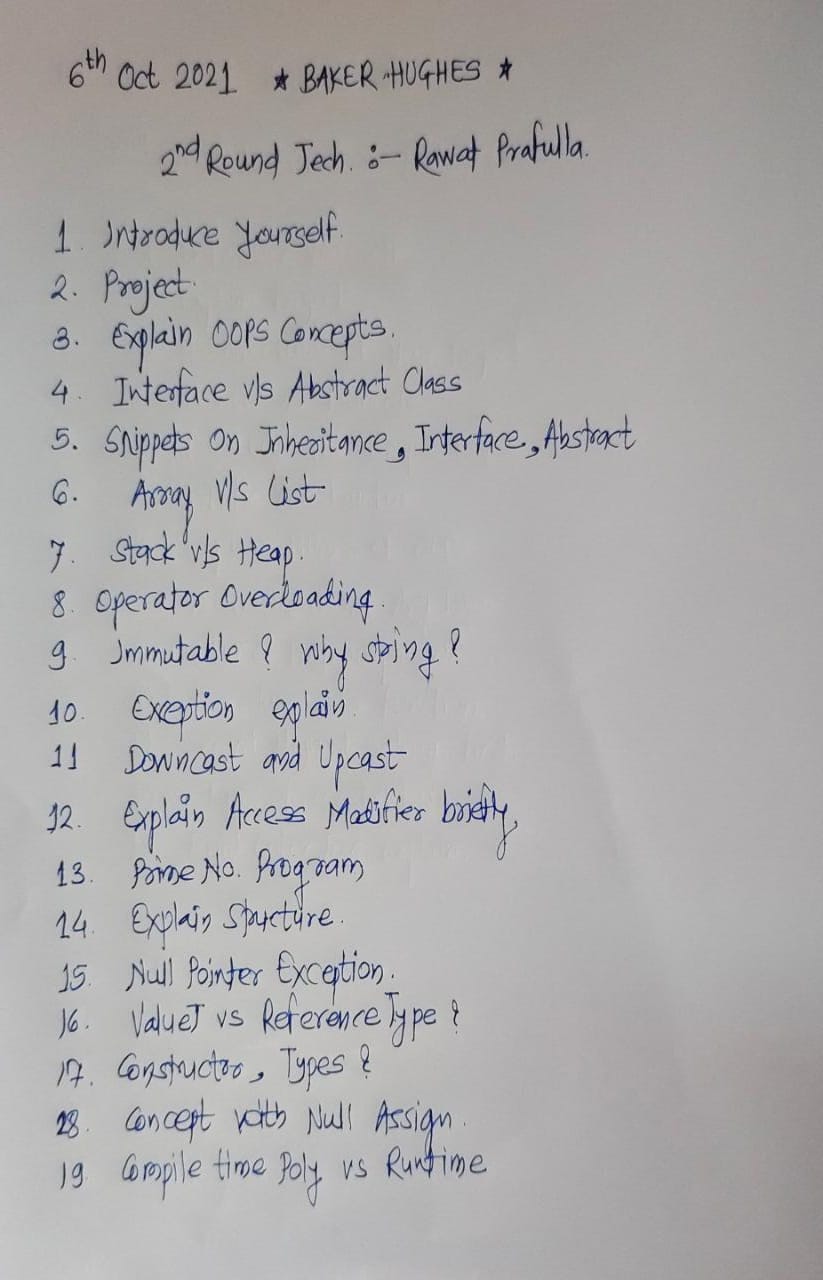 6th Oct 2021 ★ BAKER HUGHES ★
2nd Round Tech. :- Rawat Prafulla.
1. Introduce Yourself.
2. Project.
3. Explain OOPS Concepts.
4. Interface v/s Abstract Class
5. Snippets On Inheritance, Interface, Abstract
6. Array v/s List
7. Stack v/s Heap.
8. Operator Overloading.
9. Immutable ? Why string ?
10. Exception explain.
11 Downcast and Upcast
12. Explain Access Modifier briefly,
13. Prime No. Program
14. Explain Structure.
15. Null Pointer Exception.
16. ValueT vs Reference Type ?
17. Constructor, Types ?
28. Concept with Null Assign.
19 Compile time Poly vs Runtime